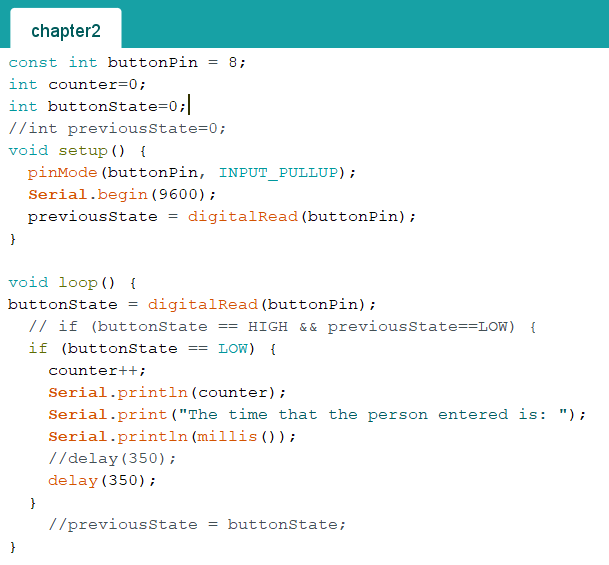 chapter2
const int buttonPin = 8;
int counter=0;
int buttonState=0;
//int previousState=0;
void setup() {
  pinMode(buttonPin, INPUT_PULLUP);
  Serial.begin(9600);
  previousState = digitalRead(buttonPin);
}

void loop() {
buttonState = digitalRead(buttonPin);
  // if (buttonState == HIGH && previousState==LOW) {
  if (buttonState == LOW) {
    counter++;
    Serial.println(counter);
    Serial.print("The time that the person entered is: ");
    Serial.println(millis());
    //delay(350);
    delay(350);
  }
    //previousState = buttonState;
}